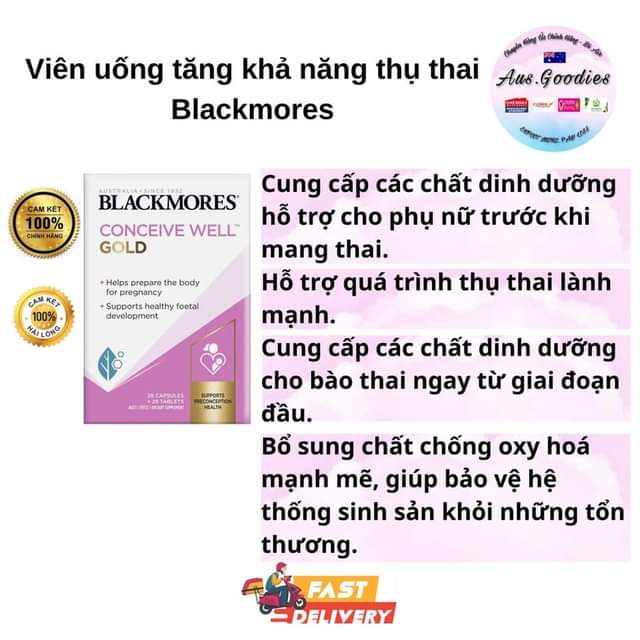 Viên uống tăng khả năng thụ thai
Blackmores
Chuyên Hàng Úc Chính Hãng - Hà Nội
Aus.Goodies
CAM KẾT
100%
CHÍNH HÃNG
CAM KẾT
100%
HÀI LÒNG
AUSTRALIA • SINCE 1932
BLACKMORES
CONCEIVE WELL™
GOLD
+ Helps prepare the body
for pregnancy
+ Supports healthy foetal
development
28 CAPSULES
+ 28 TABLETS
SUPPORTS
PRECONCEPTION
HEALTH
Cung cấp các chất dinh dưỡng
hỗ trợ cho phụ nữ trước khi
mang thai.
Hỗ trợ quá trình thụ thai lành
mạnh.
Cung cấp các chất dinh dưỡng
cho bào thai ngay từ giai đoạn
đầu.
Bổ sung chất chống oxy hoá
mạnh mẽ, giúp bảo vệ hệ
thống sinh sản khỏi những tổn
thương.
FAST
DELIVERY